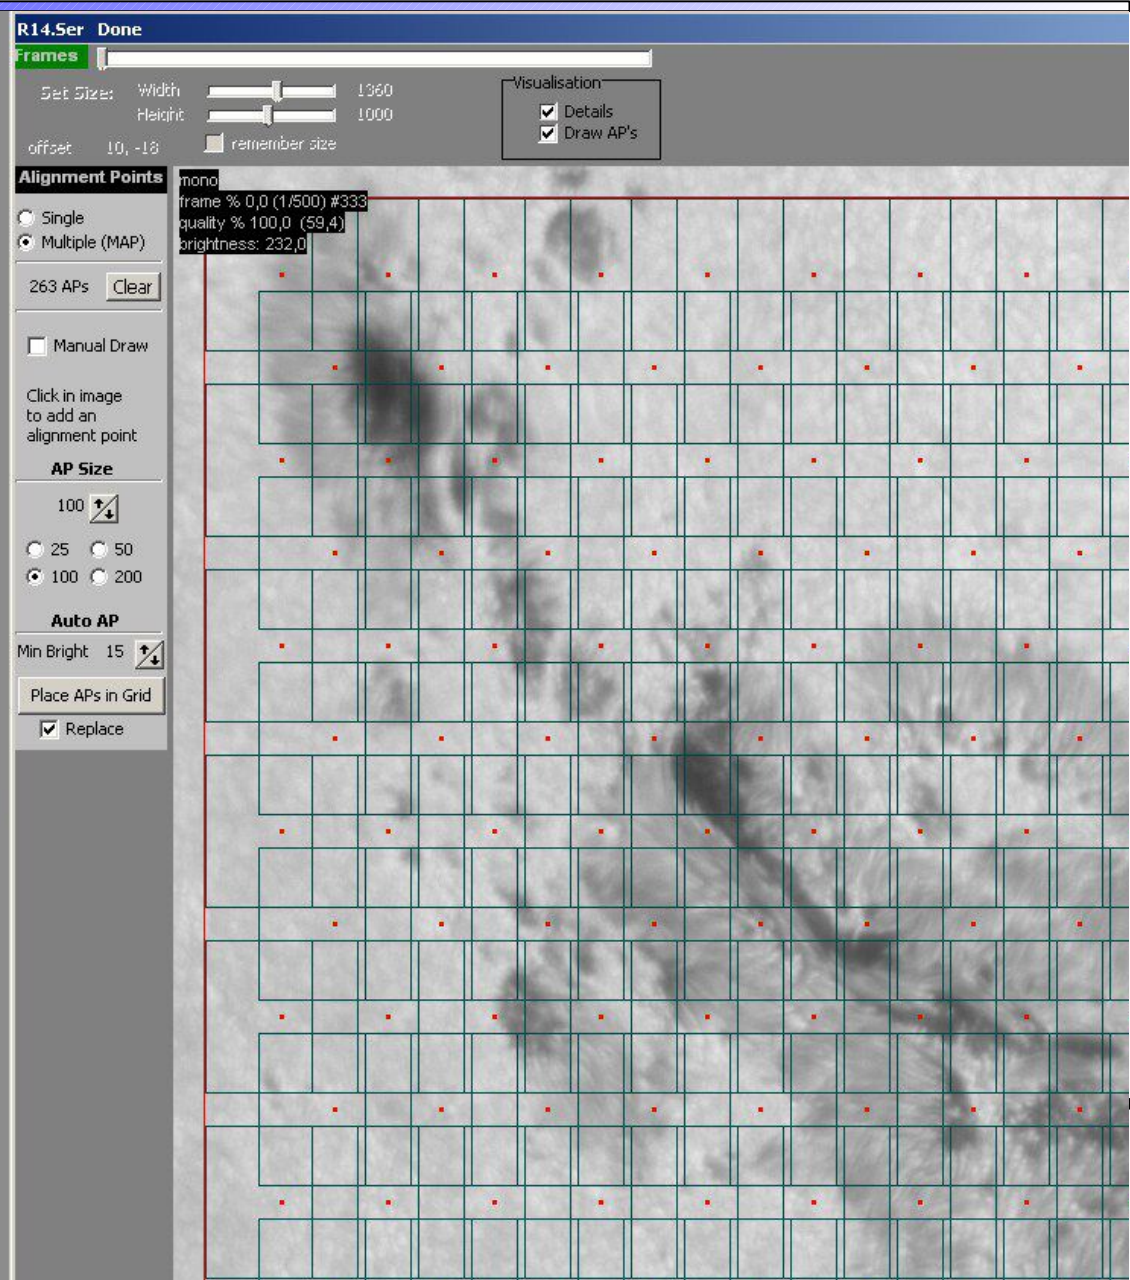 R14.Ser Done
Frames
Set Size: Width 1360
Height 1000
offset 10, -18 remember size
Visualisation
Details
Draw AP's
Alignment Points
Single
Multiple (MAP)
263 APs Clear
Manual Draw
Click in image
to add an
alignment point
AP Size
100
25 50
100 200
Auto AP
Min Bright 15
Place APs in Grid
Replace
mono
frame % 0,0 (1/500) #333
quality % 100,0 (59,4)
brightness: 232,0